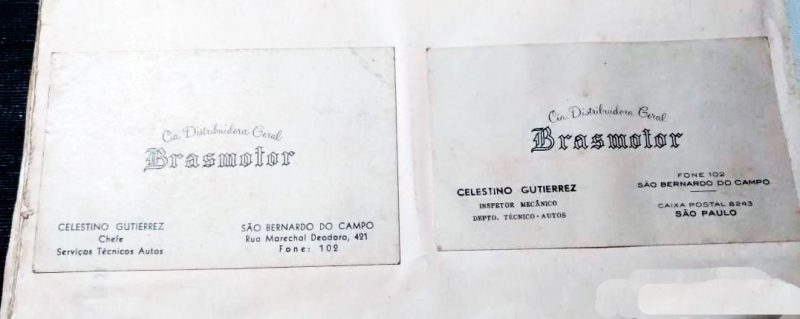 Cia. Distribuidora Geral
Brasmotor
CELESTINO GUTIERREZ
Chefe
Serviços Técnicos Autos
SÃO BERNARDO DO CAMPO
Rua Marechal Deodoro, 421
Fone: 102
Cia. Distribuidora Geral
Brasmotor
CELESTINO GUTIERREZ
INSPETOR MECÂNICO
DEPTO. TÉCNICO - AUTOS
FONE 102
SÃO BERNARDO DO CAMPO
CAIXA POSTAL 8243
SÃO PAULO